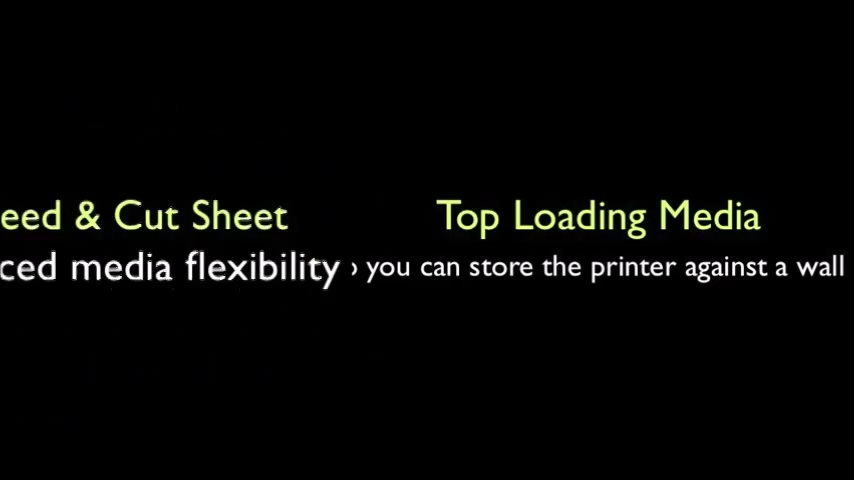 eed & Cut Sheet
ced media flexibility
Top Loading Media
you can store the printer against a wall